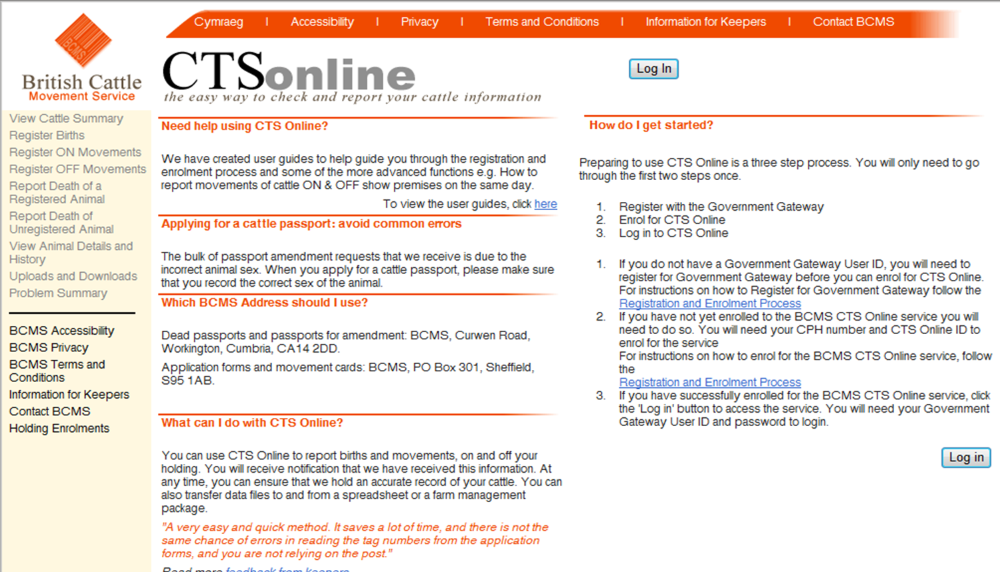 Cymraeg | Accessibility | Privacy | Terms and Conditions | Information for Keepers | Contact BCMS
BCMS
British Cattle
Movement Service
CTSonline
the easy way to check and report your cattle information
Log In
View Cattle Summary
Register Births
Register ON Movements
Register OFF Movements
Report Death of a
Registered Animal
Report Death of
Unregistered Animal
View Animal Details and
History
Uploads and Downloads
Problem Summary
BCMS Accessibility
BCMS Privacy
BCMS Terms and
Conditions
Information for Keepers
Contact BCMS
Holding Enrolments
Need help using CTS Online?
We have created user guides to help guide you through the registration and
enrolment process and some of the more advanced functions e.g. How to
report movements of cattle ON & OFF show premises on the same day.
To view the user guides, click here
Applying for a cattle passport: avoid common errors
The bulk of passport amendment requests that we receive is due to the
incorrect animal sex. When you apply for a cattle passport, please make sure
that you record the correct sex of the animal.
Which BCMS Address should I use?
Dead passports and passports for amendment: BCMS, Curwen Road,
Workington, Cumbria, CA14 2DD.
Application forms and movement cards: BCMS, PO Box 301, Sheffield,
S95 1AB.
What can I do with CTS Online?
You can use CTS Online to report births and movements, on and off your
holding. You will receive notification that we have received this information. At
any time, you can ensure that we hold an accurate record of your cattle. You can
also transfer data files to and from a spreadsheet or a farm management
package.
"A very easy and quick method. It saves a lot of time, and there is not the
same chance of errors in reading the tag numbers from the application
forms, and you are not relying on the post."
Read more feedback from keepers
How do I get started?
Preparing to use CTS Online is a three step process. You will only need to go
through the first two steps once.
1. Register with the Government Gateway
2. Enrol for CTS Online
3. Log in to CTS Online
1. If you do not have a Government Gateway User ID, you will need to
register for Government Gateway before you can enrol for CTS Online.
For instructions on how to Register for Government Gateway follow the
Registration and Enrolment Process
2. If you have not yet enrolled to the BCMS CTS Online service you will
need to do so. You will need your CPH number and CTS Online ID to
enrol for the service
For instructions on how to enrol for the BCMS CTS Online service, follow
the
Registration and Enrolment Process
3. If you have successfully enrolled for the BCMS CTS Online service, click
the 'Log in' button to access the service. You will need your Government
Gateway User ID and password to login.
Log in